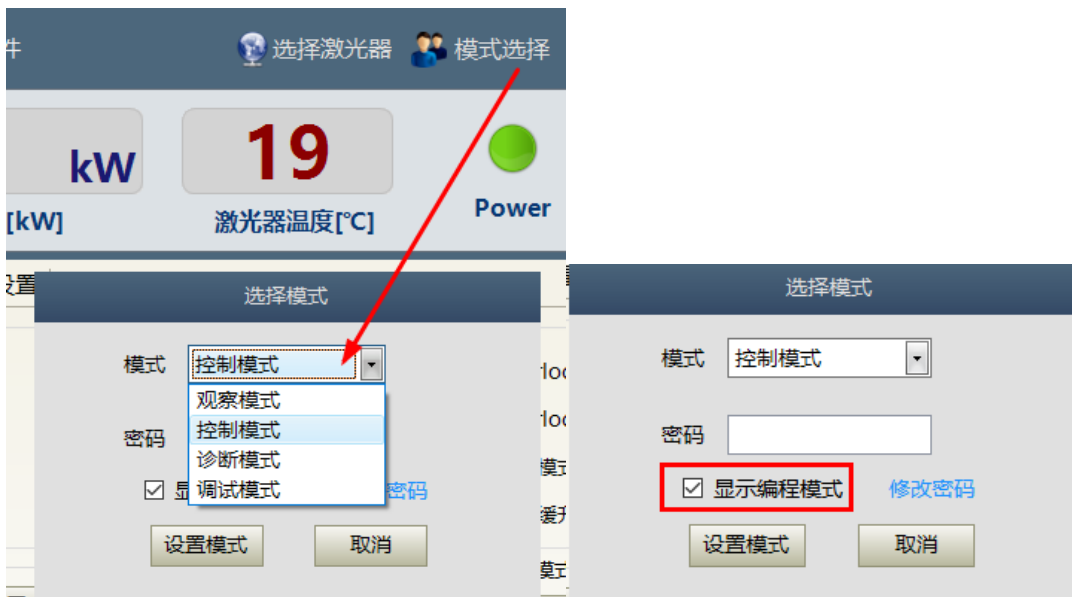 件
选择激光器
模式选择
kW
19
[kW]
激光器温度[℃]
Power
设置
选择模式
模式
控制模式
观察模式
控制模式
诊断模式
调试模式
密码
密码
设置模式
取消
模式
模式
选择模式
模式
控制模式
密码
显示编程模式
修改密码
设置模式
取消